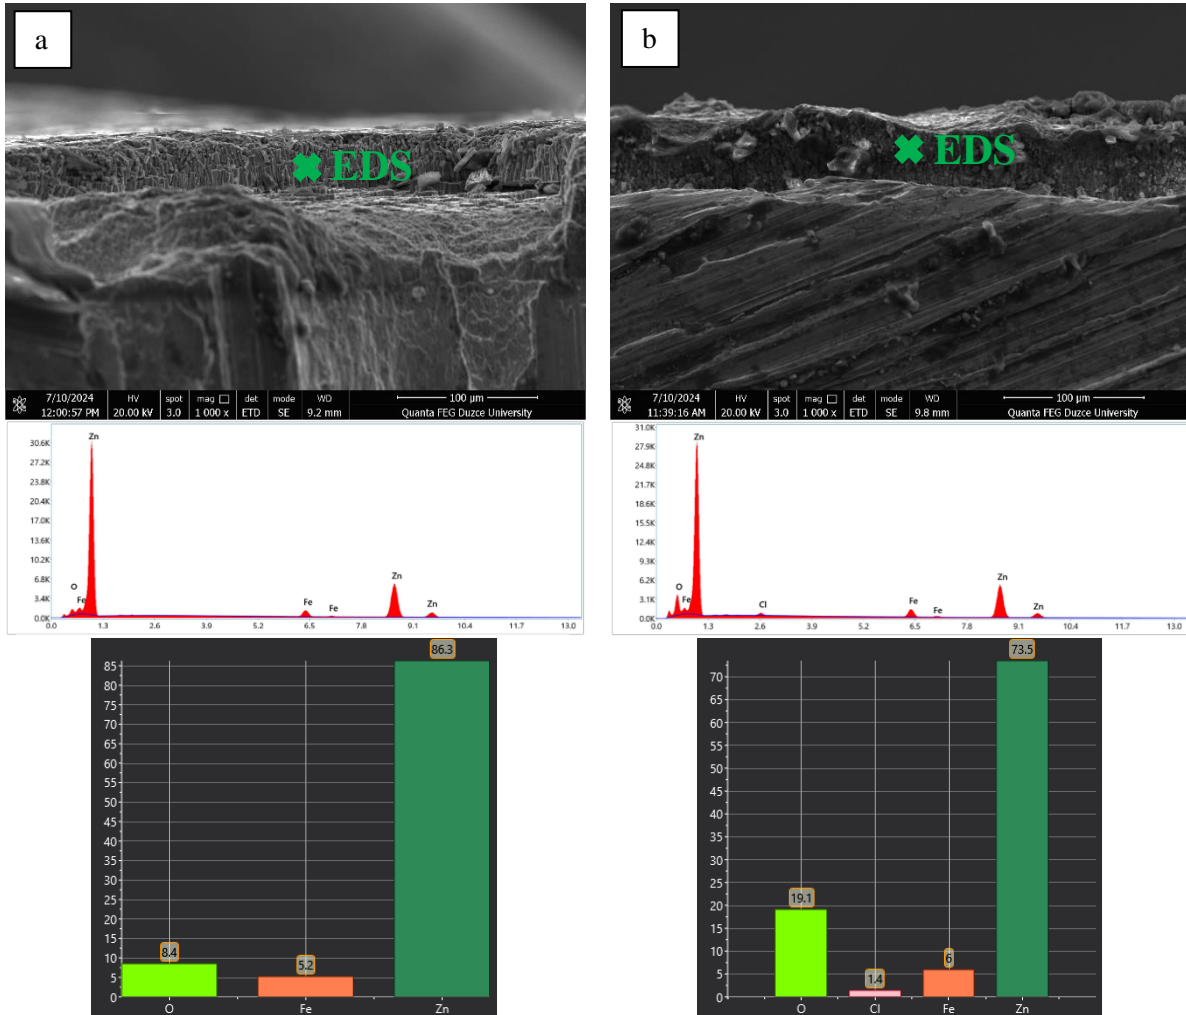 a
EDS
7/10/2024 HV spot mag det mode WD 100 µm
12:00:57 PM 20.00 kV 3.0 1 000 x ETD SE 9.2 mm Quanta FEG Duzce University
b
EDS
7/10/2024 HV spot mag det mode WD 100 µm
11:39:16 AM 20.00 kV 3.0 1 000 x ETD SE 9.8 mm Quanta FEG Duzce University
30.6K
27.2K
23.8K
20.4K
17.0K
13.6K
10.2K
6.8K
3.4K
0.0K
Zn
O
Fe
Fe
Fe
Zn
Zn
0.0 1.3 2.6 3.9 5.2 6.5 7.8 9.1 10.4 11.7 13.0
31.0K
27.9K
24.8K
21.7K
18.6K
15.5K
12.4K
9.3K
6.2K
3.1K
0.0K
Zn
O
Fe
Cl
Fe
Fe
Zn
Zn
0.0 1.3 2.6 3.9 5.2 6.5 7.8 9.1 10.4 11.7 13.0
85
80
75
70
65
60
55
50
45
40
35
30
25
20
15
10
5
0
8.4
5.2
86.3
O Fe Zn
70
65
60
55
50
45
40
35
30
25
20
15
10
5
0
19.1
1.4
6
73.5
O Cl Fe Zn